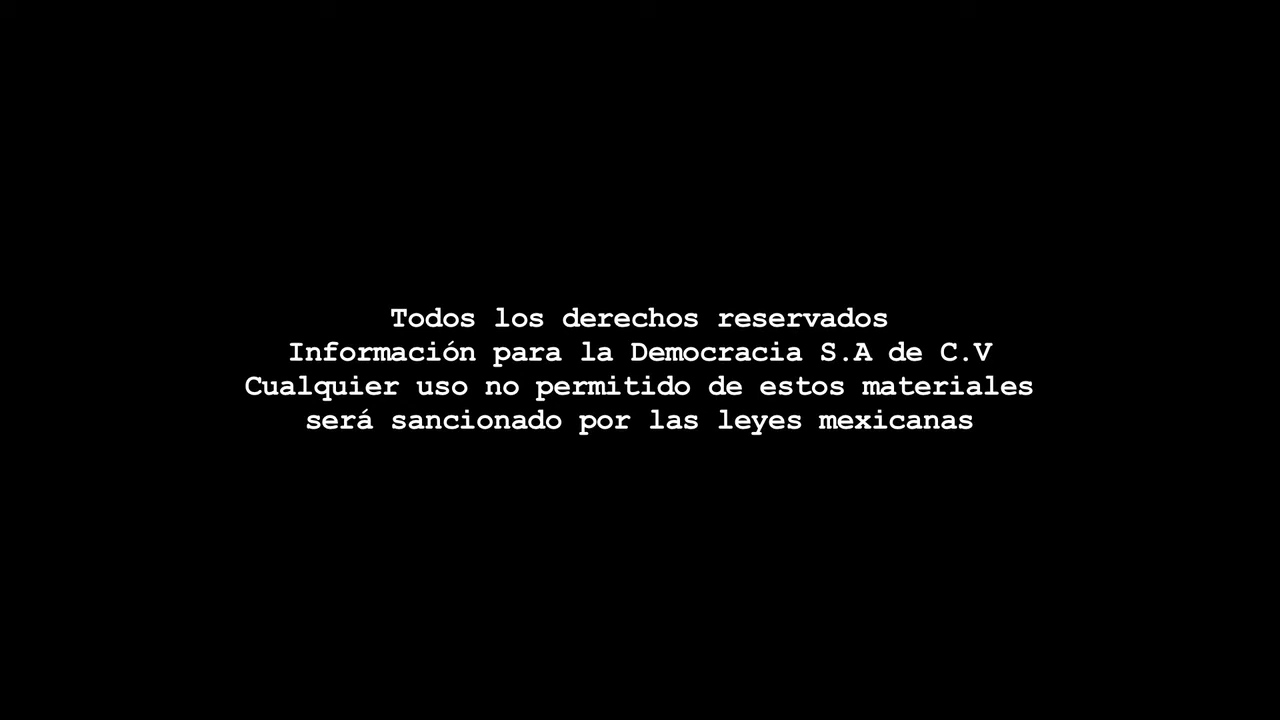 Todos los derechos reservados
Información para la Democracia S.A de C.V
Cualquier uso no permitido de estos materiales
será sancionado por las leyes mexicanas